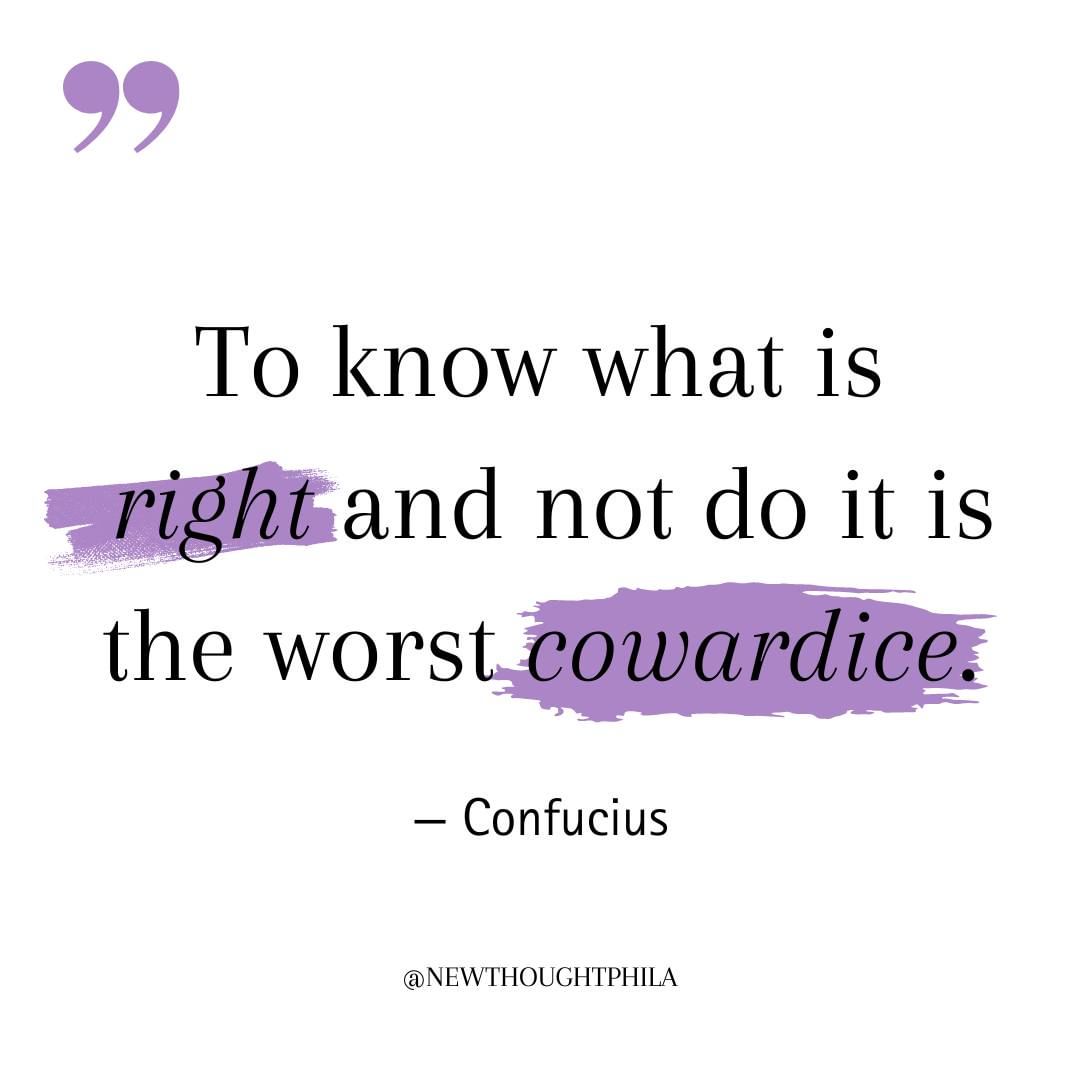 ”
To know what is
right and not do it is
the worst cowardice.
– Confucius
@NEWTHOUGHTPHILA